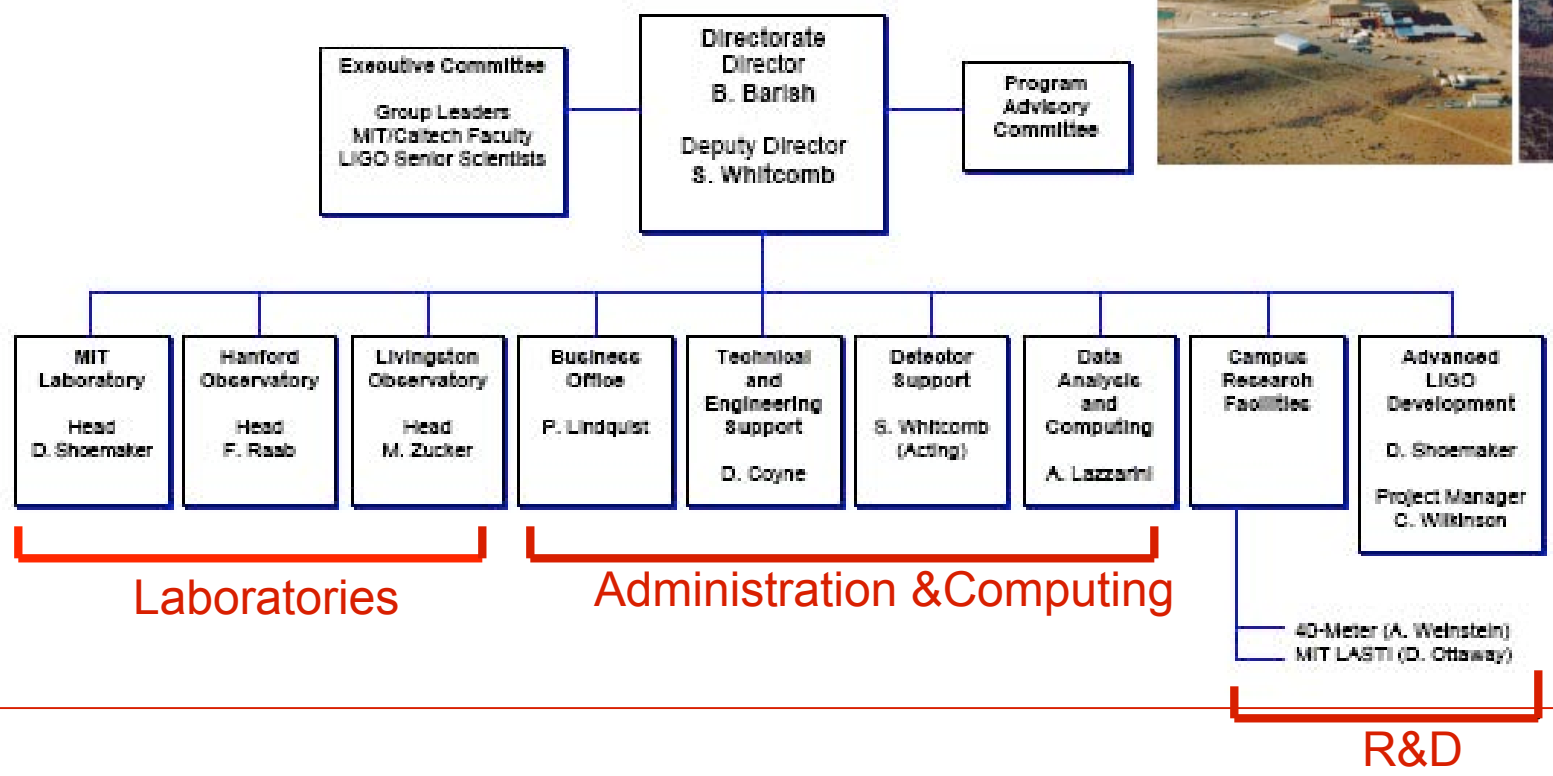 Executive Committee
Group Leaders
MIT/Caltech Faculty
LIGO Senior Scientists
Directorate
Director
B. Barish
Deputy Director
S. Whitcomb
Program
Advisory
Committee
MIT
Laboratory
Head
D. Shoemaker
Hanford
Observatory
Head
F. Raab
Livingston
Observatory
Head
M. Zucker
Business
Office
P. Lindquist
Technical
and
Engineering
Support
D. Coyne
Detector
Support
S. Whitcomb
(Acting)
Data
Analysis
and
Computing
A. Lazzarini
Campus
Research
Facilities
Advanced
LIGO
Development
D. Shoemaker
Project Manager
C. Wilkinson
Laboratories
Administration &Computing
40-Meter (A. Weinstein)
MIT LASTI (D. Ottaway)
R&D